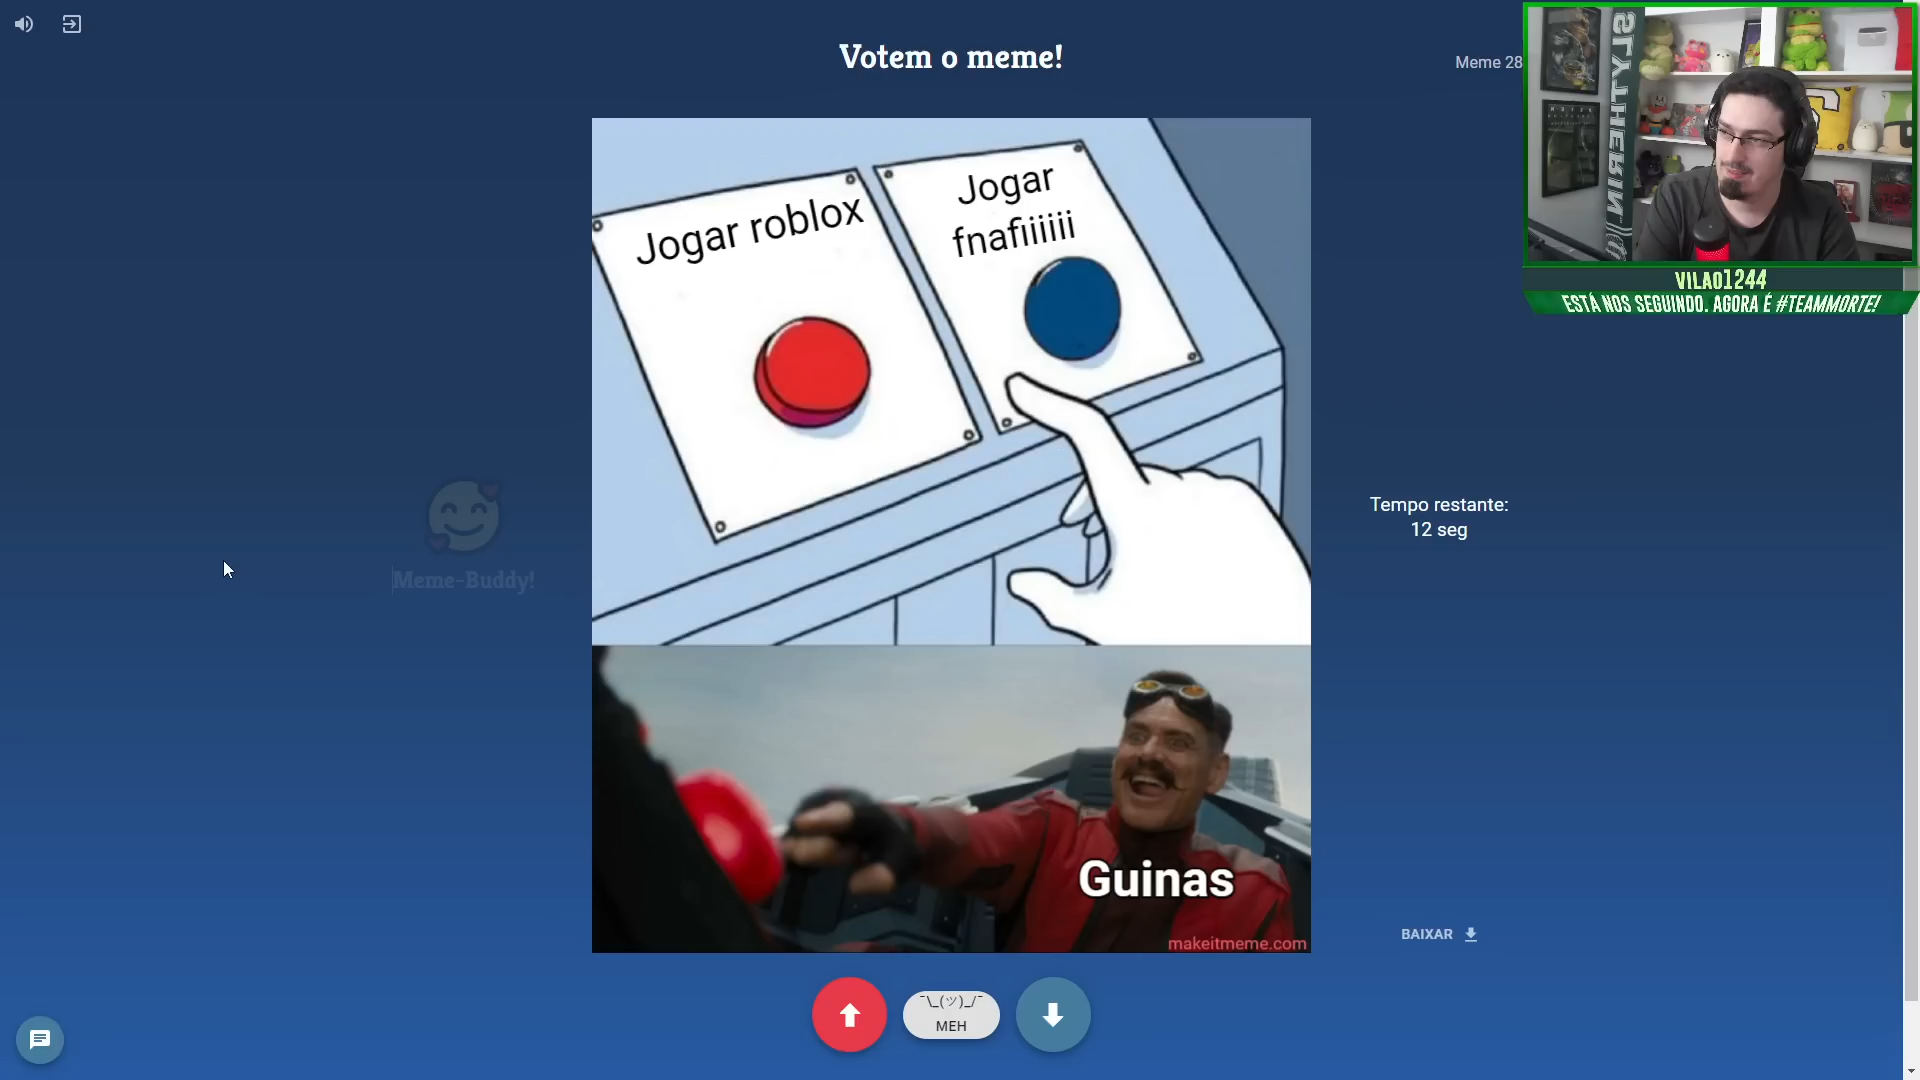 Votem o meme!
Meme 28
SLYTHERIN
Jogar roblox
Jogar
fnafiiiiii
VILAO1244
ESTÁ NOS SEGUINDO. AGORA É #TEAMMORTE!
Tempo restante:
12 seg
Meme-Buddy!
Guinas
makeitmeme.com
BAIXAR
¯\_(ツ)_/¯
MEH